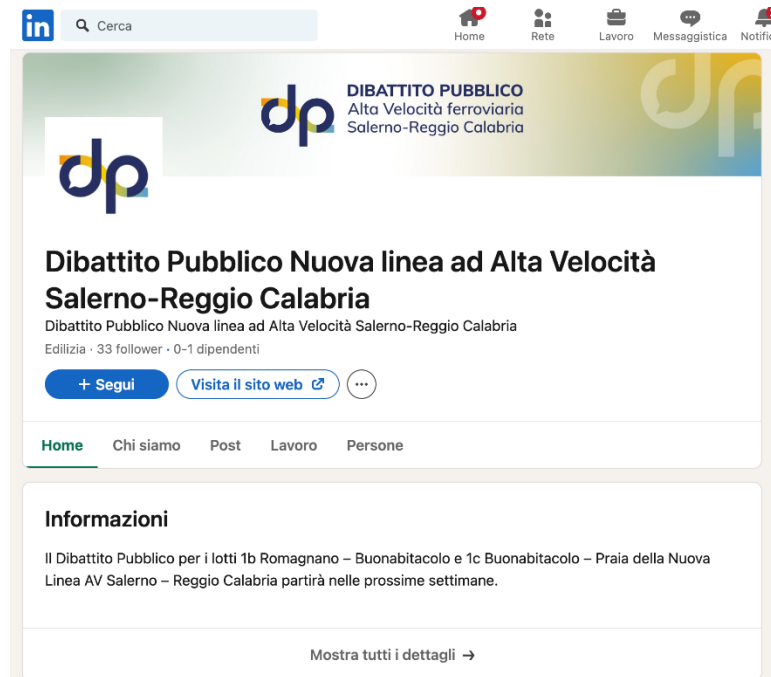 in
Cerca
Home
Rete
Lavoro
Messaggistica
dp
DIBATTITO PUBBLICO
Alta Velocità ferroviaria
Salerno-Reggio Calabria
dp
Dibattito Pubblico Nuova linea ad Alta Velocità
Salerno-Reggio Calabria
Dibattito Pubblico Nuova linea ad Alta Velocità Salerno-Reggio Calabria
Edilizia · 33 follower · 0-1 dipendenti
+ Segui
Visita il sito web
Home
Chi siamo
Post
Lavoro
Persone
Informazioni
Il Dibattito Pubblico per i lotti 1b Romagnano – Buonabitacolo e 1c Buonabitacolo – Praia della Nuova
Linea AV Salerno – Reggio Calabria partirà nelle prossime settimane.
Mostra tutti i dettagli →